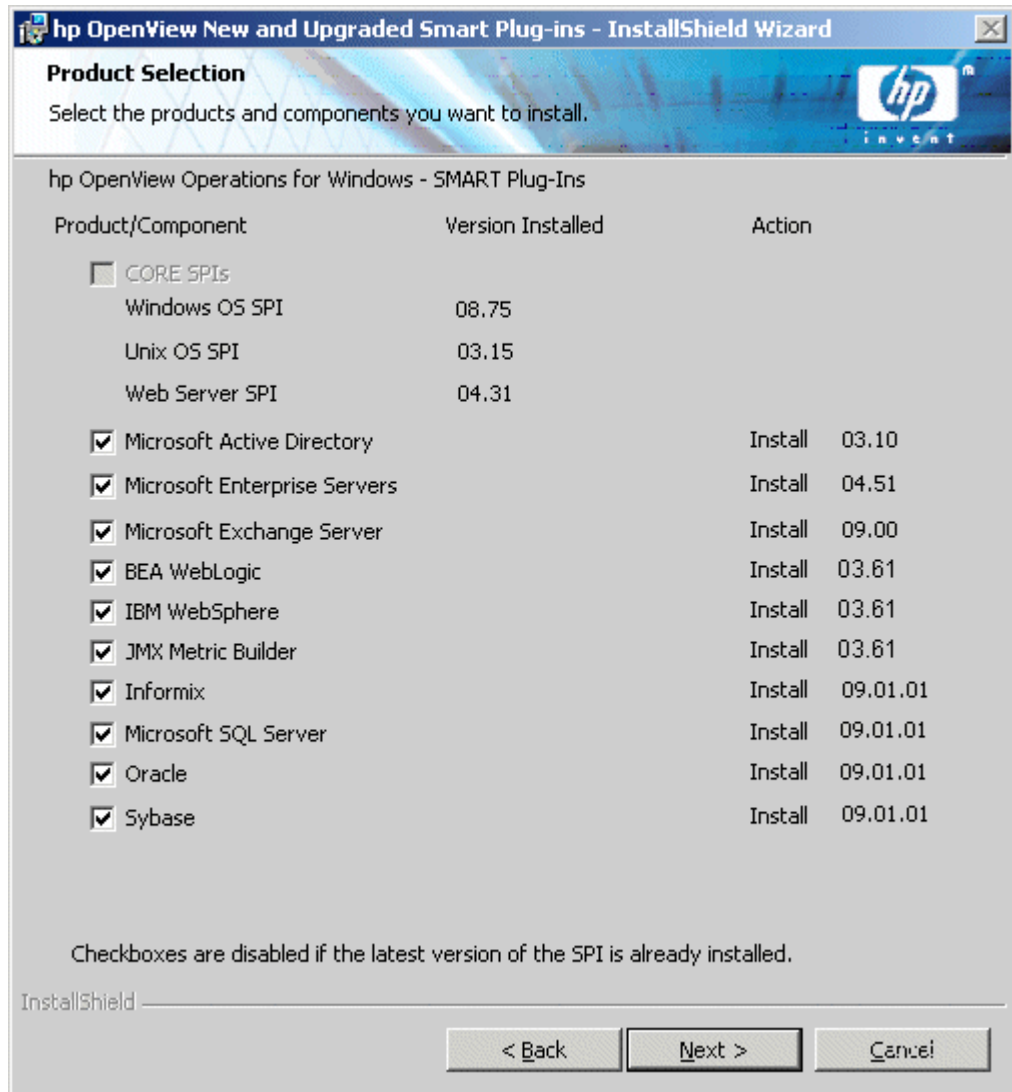 hp OpenView New and Upgraded Smart Plug-ins - InstallShield Wizard
Product Selection
Select the products and components you want to install.
hp
®
invent
hp OpenView Operations for Windows - SMART Plug-Ins
Product/Component Version Installed Action
CORE SPIs
Windows OS SPI 08.75
Unix OS SPI 03.15
Web Server SPI 04.31
Microsoft Active Directory Install 03.10
Microsoft Enterprise Servers Install 04.51
Microsoft Exchange Server Install 09.00
BEA WebLogic Install 03.61
IBM WebSphere Install 03.61
JMX Metric Builder Install 03.61
Informix Install 09.01.01
Microsoft SQL Server Install 09.01.01
Oracle Install 09.01.01
Sybase Install 09.01.01
Checkboxes are disabled if the latest version of the SPI is already installed.
InstallShield
< Back Next > Cancel